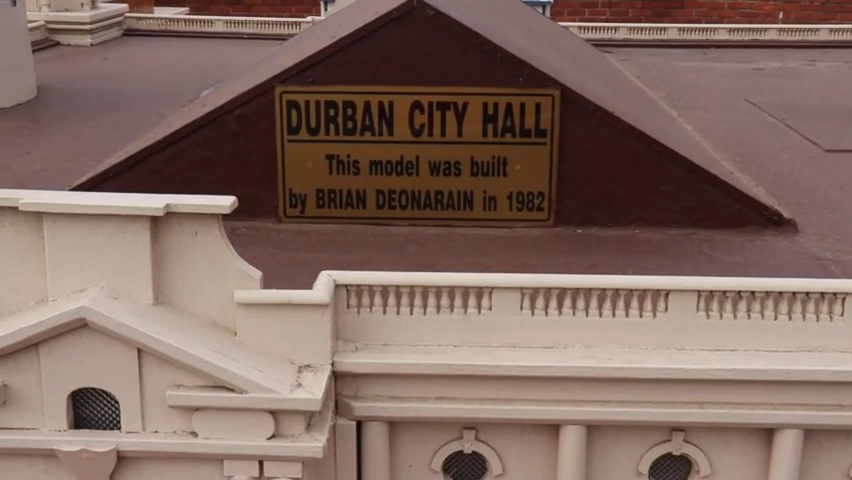 DURBAN CITY HALL
This model was built
by BRIAN DEONARAIN in 1982